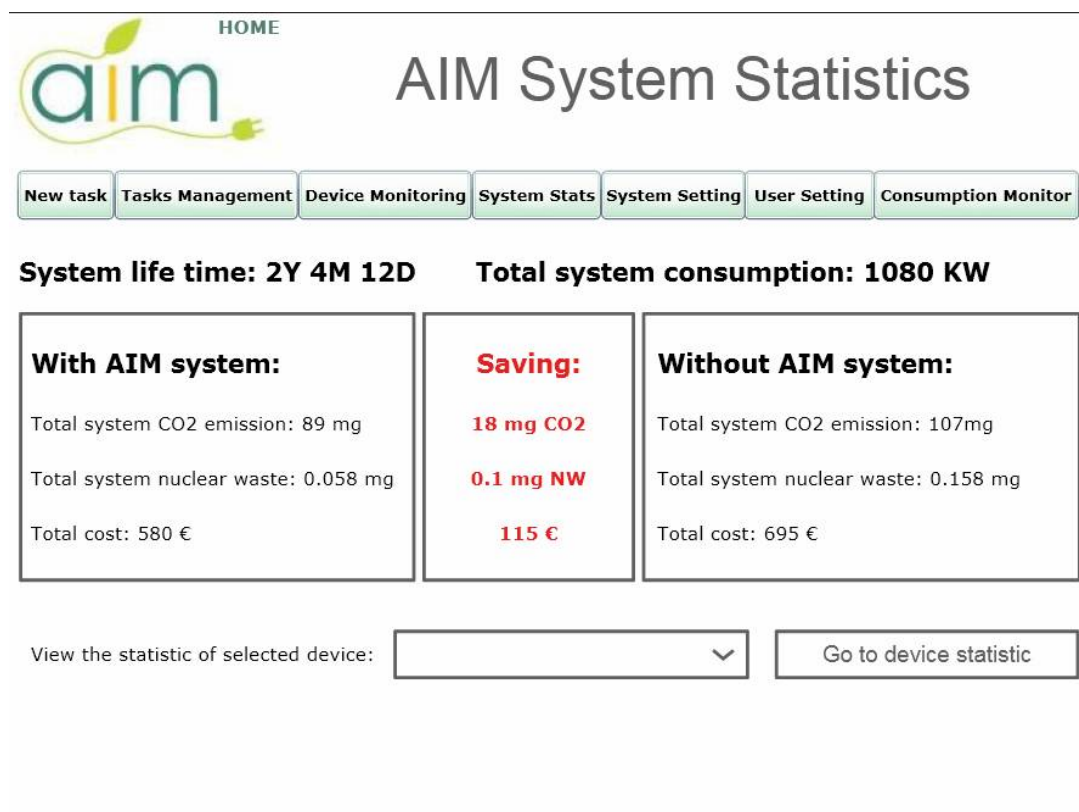 HOME
aim
AIM System Statistics
New task Tasks Management Device Monitoring System Stats System Setting User Setting Consumption Monitor
System life time: 2Y 4M 12D Total system consumption: 1080 KW
With AIM system:
Total system CO2 emission: 89 mg
Total system nuclear waste: 0.058 mg
Total cost: 580 €
Saving:
18 mg CO2
0.1 mg NW
115 €
Without AIM system:
Total system CO2 emission: 107mg
Total system nuclear waste: 0.158 mg
Total cost: 695 €
View the statistic of selected device:
Go to device statistic